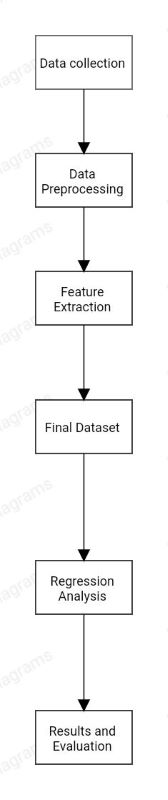 Data collection
Data
Preprocessing
Feature
Extraction
Final Dataset
Regression
Analysis
Results and
Evaluation